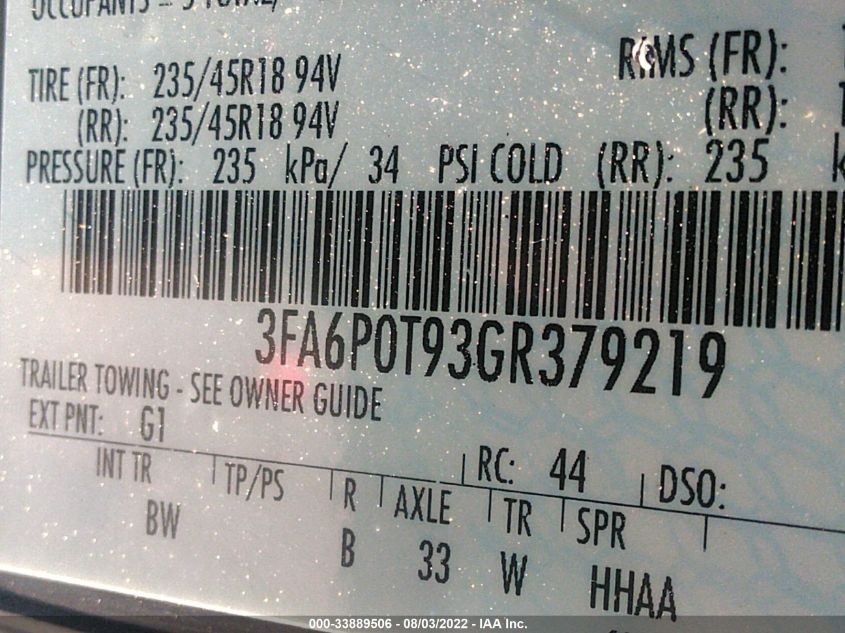 TIRE (FR): 235/45R18 94V RIMS (FR):
(RR): 235/45R18 94V (RR):
PRESSURE (FR): 235 kPa/ 34 PSI COLD (RR): 235
3FA6P0T93GR379219
TRAILER TOWING - SEE OWNER GUIDE
EXT PNT: G1 RC: 44 DSO:
INT TR TP/PS R AXLE TR SPR
BW B 33 W HHAA
000-33889506 - 08/03/2022 - IAA Inc.